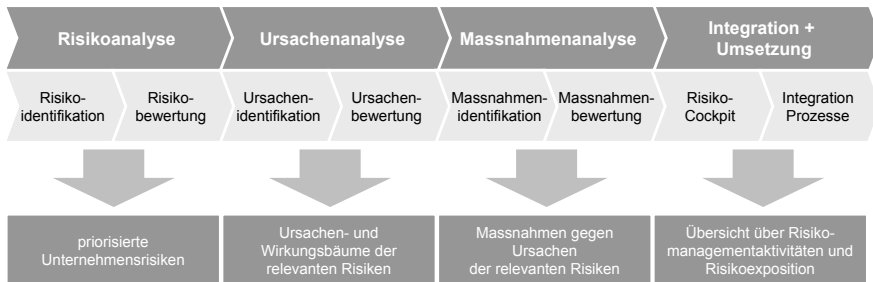 Risikoanalyse
Ursachenanalyse
Massnahmenanalyse
Integration +
Umsetzung
Risiko-
identifikation
Risiko-
bewertung
Ursachen-
identifikation
Ursachen-
bewertung
Massnahmen-
identifikation
Massnahmen-
bewertung
Risiko-
Cockpit
Integration
Prozesse
priorisierte
Unternehmensrisiken
Ursachen- und
Wirkungsbäume der
relevanten Risiken
Massnahmen gegen
Ursachen
der relevanten Risiken
Übersicht über Risiko-
managementaktivitäten und
Risikoexposition